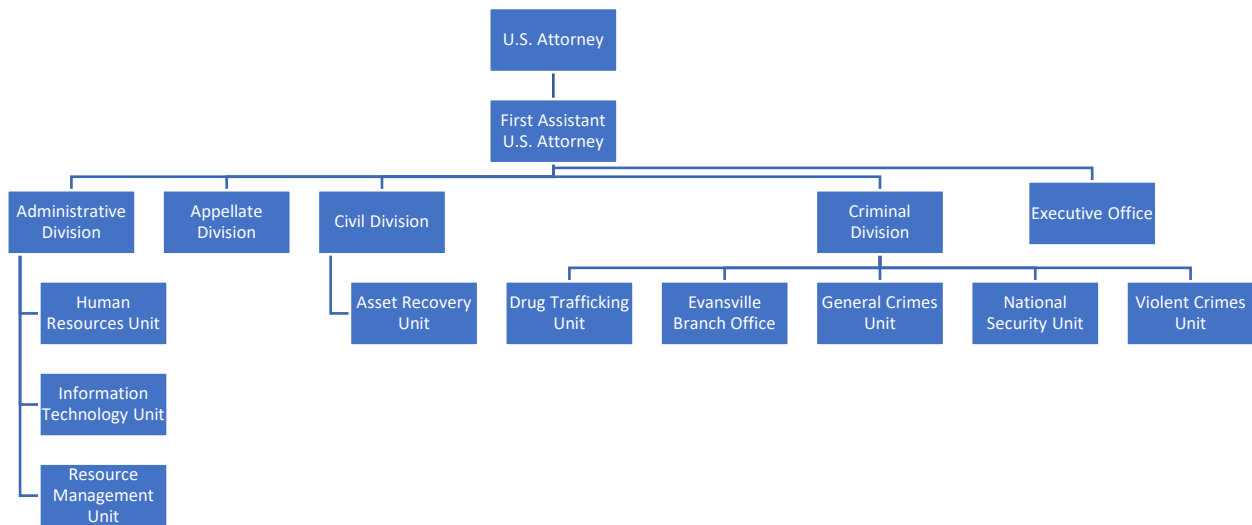 U.S. Attorney
First Assistant
U.S. Attorney
Administrative
Division
Appellate
Division
Civil Division
Criminal
Division
Executive Office
Human
Resources Unit
Asset Recovery
Unit
Drug Trafficking
Unit
Evansville
Branch Office
General Crimes
Unit
National
Security Unit
Violent Crimes
Unit
Information
Technology Unit
Resource
Management
Unit